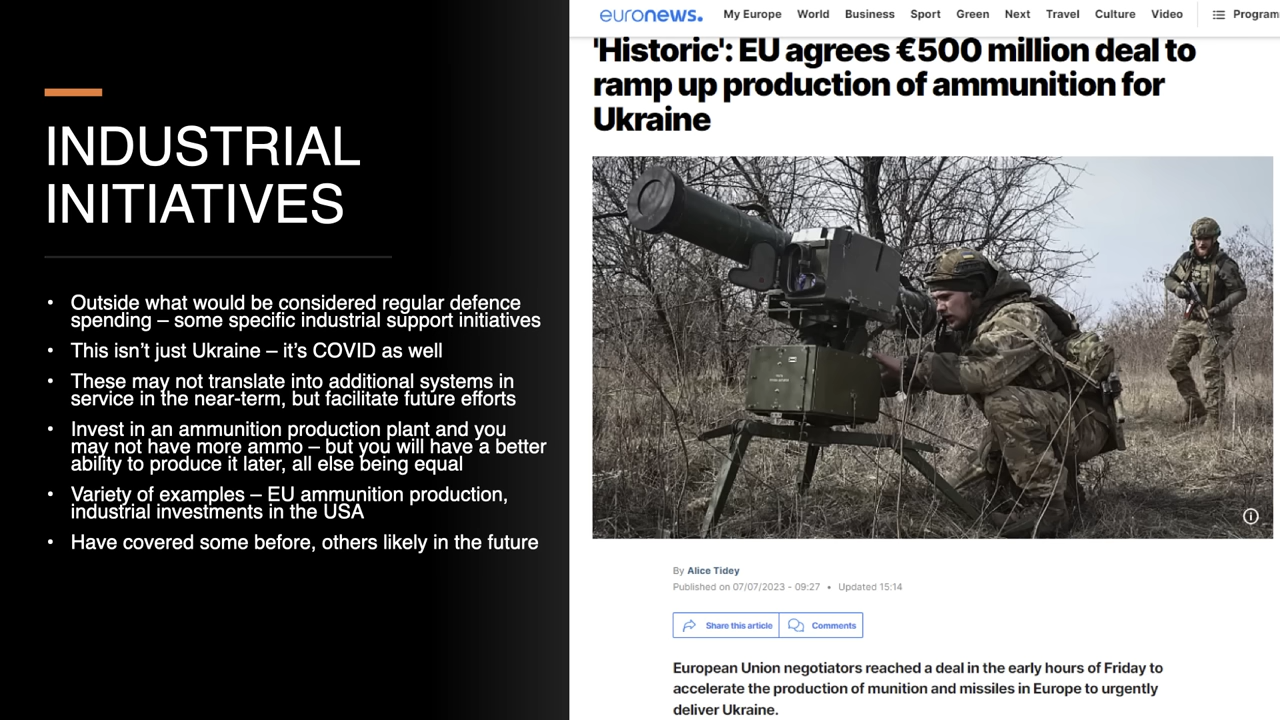 INDUSTRIAL
INITIATIVES
• Outside what would be considered regular defence
spending – some specific industrial support initiatives
• This isn't just Ukraine – it's COVID as well
• These may not translate into additional systems in
service in the near-term, but facilitate future efforts
• Invest in an ammunition production plant and you
may not have more ammo – but you will have a better
ability to produce it later, all else being equal
• Variety of examples – EU ammunition production,
industrial investments in the USA
• Have covered some before, others likely in the future
euronews. My Europe World Business Sport Green Next Travel Culture Video Program
'Historic': EU agrees €500 million deal to
ramp up production of ammunition for
Ukraine
By Alice Tidey
Published on 07/07/2023 - 09:27 • Updated 15:14
Share this article Comments
European Union negotiators reached a deal in the early hours of Friday to
accelerate the production of munition and missiles in Europe to urgently
deliver Ukraine.